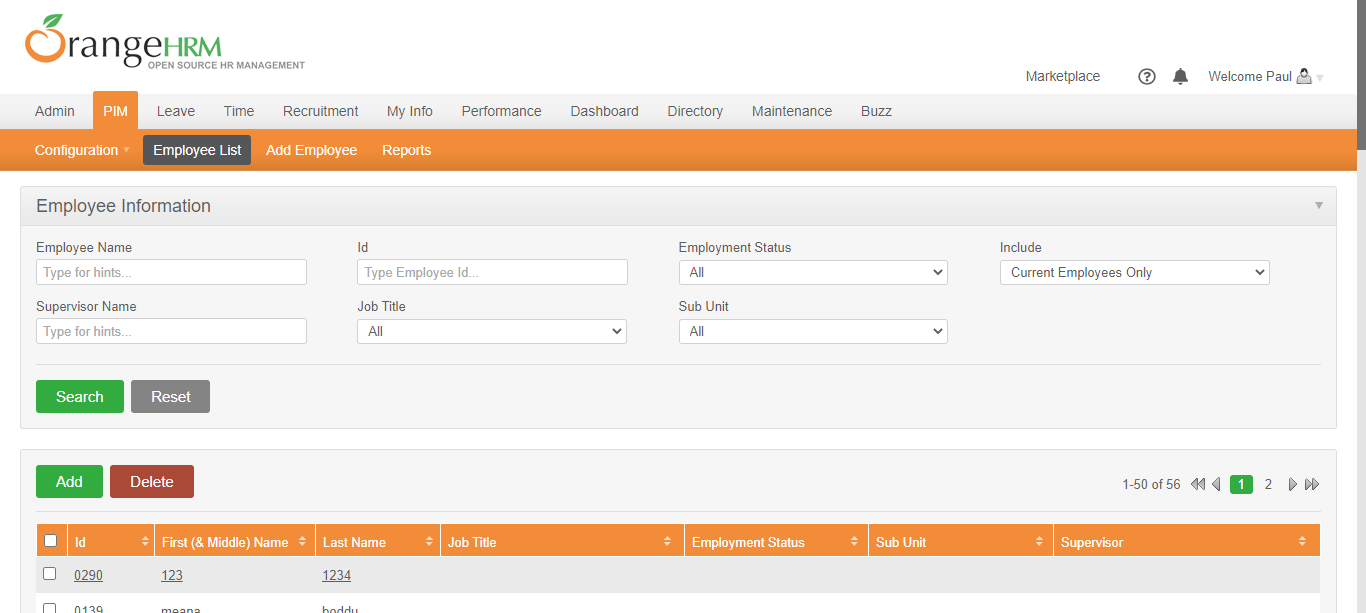 OrangeHRM
OPEN SOURCE HR MANAGEMENT
Marketplace Welcome Paul
Admin PIM Leave Time Recruitment My Info Performance Dashboard Directory Maintenance Buzz
Configuration Employee List Add Employee Reports
Employee Information
Employee Name Id Employment Status Include
Type for hints... Type Employee Id... All Current Employees Only
Supervisor Name Job Title Sub Unit
Type for hints... All All
Search Reset
Add Delete 1-50 of 56 1 2
Id First (& Middle) Name Last Name Job Title Employment Status Sub Unit Supervisor
0290 123 1234
0139 meana boddu